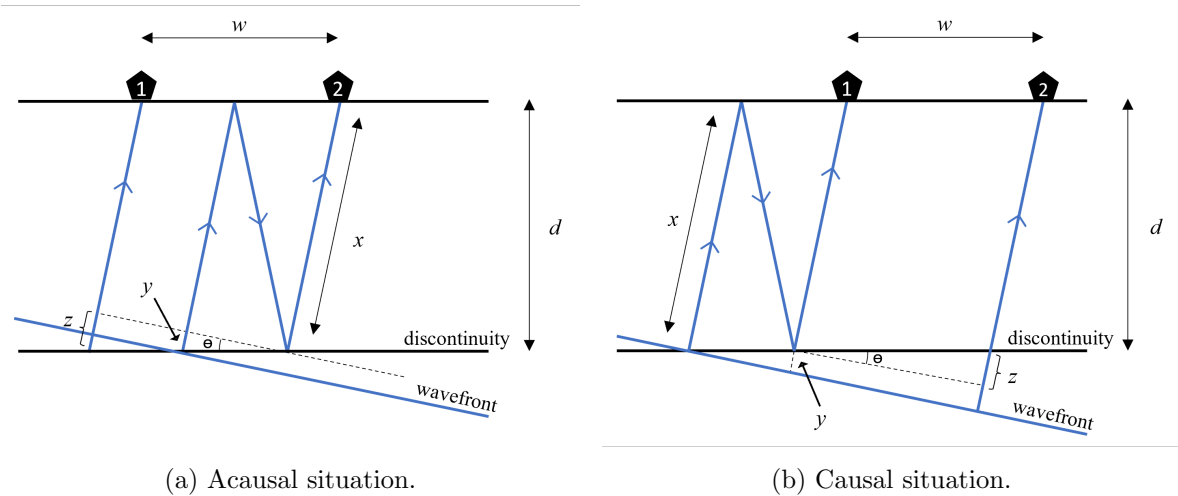 w
1
2
d
x
y
z
ɵ
discontinuity
wavefront
(a) Acausal situation.
w
1
2
d
x
discontinuity
ɵ
z
y
wavefront
(b) Causal situation.